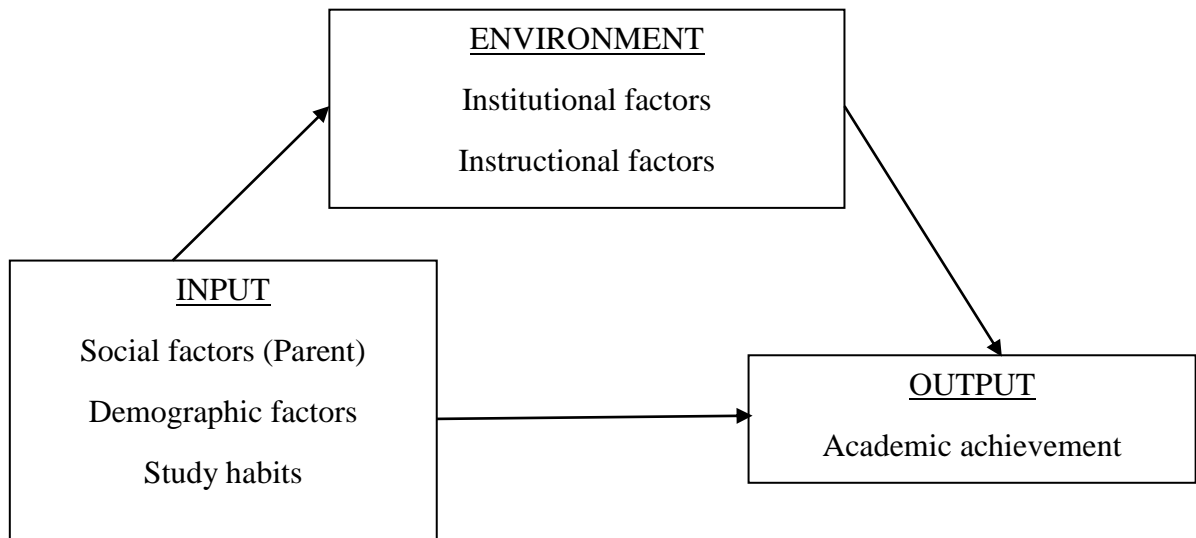 ENVIRONMENT
Institutional factors
Instructional factors
INPUT
Social factors (Parent)
Demographic factors
Study habits
OUTPUT
Academic achievement